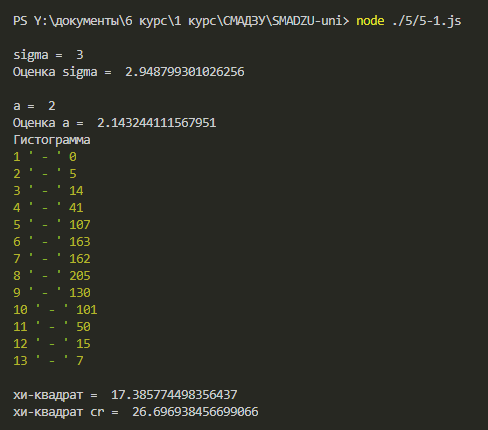 PS Y:\документы\6 курс\1 курс\СМАДЗУ\SMADZU-uni> node ./5/5-1.js
sigma =  3
Оценка sigma =  2.948799301026256
a =  2
Оценка a =  2.143244111567951
Гистограмма
1 ' - ' 0
2 ' - ' 5
3 ' - ' 14
4 ' - ' 41
5 ' - ' 107
6 ' - ' 163
7 ' - ' 162
8 ' - ' 205
9 ' - ' 130
10 ' - ' 101
11 ' - ' 50
12 ' - ' 15
13 ' - ' 7
хи-квадрат =  17.385774498356437
хи-квадрат cr =  26.696938456699066